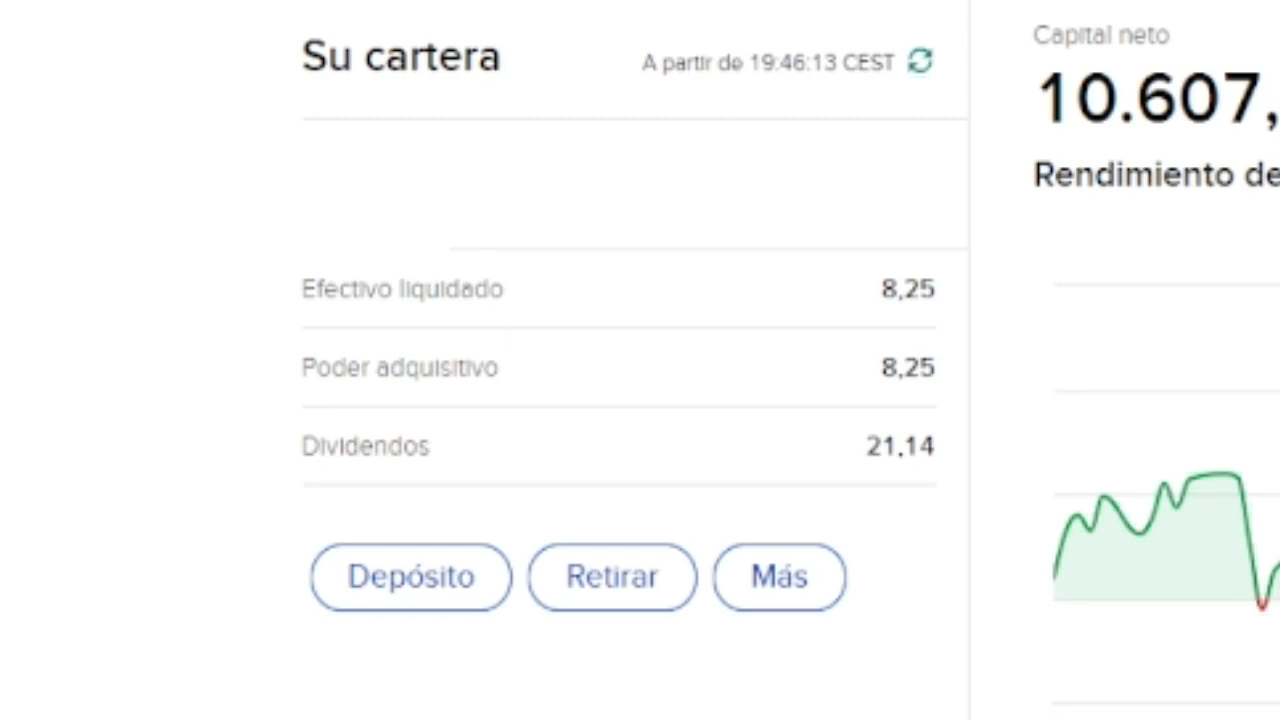 Su cartera
A partir de 19:46:13 CEST
Efectivo liquidado 8,25
Poder adquisitivo 8,25
Dividendos 21,14
Depósito Retirar Más
Capital neto
10.607,
Rendimiento de